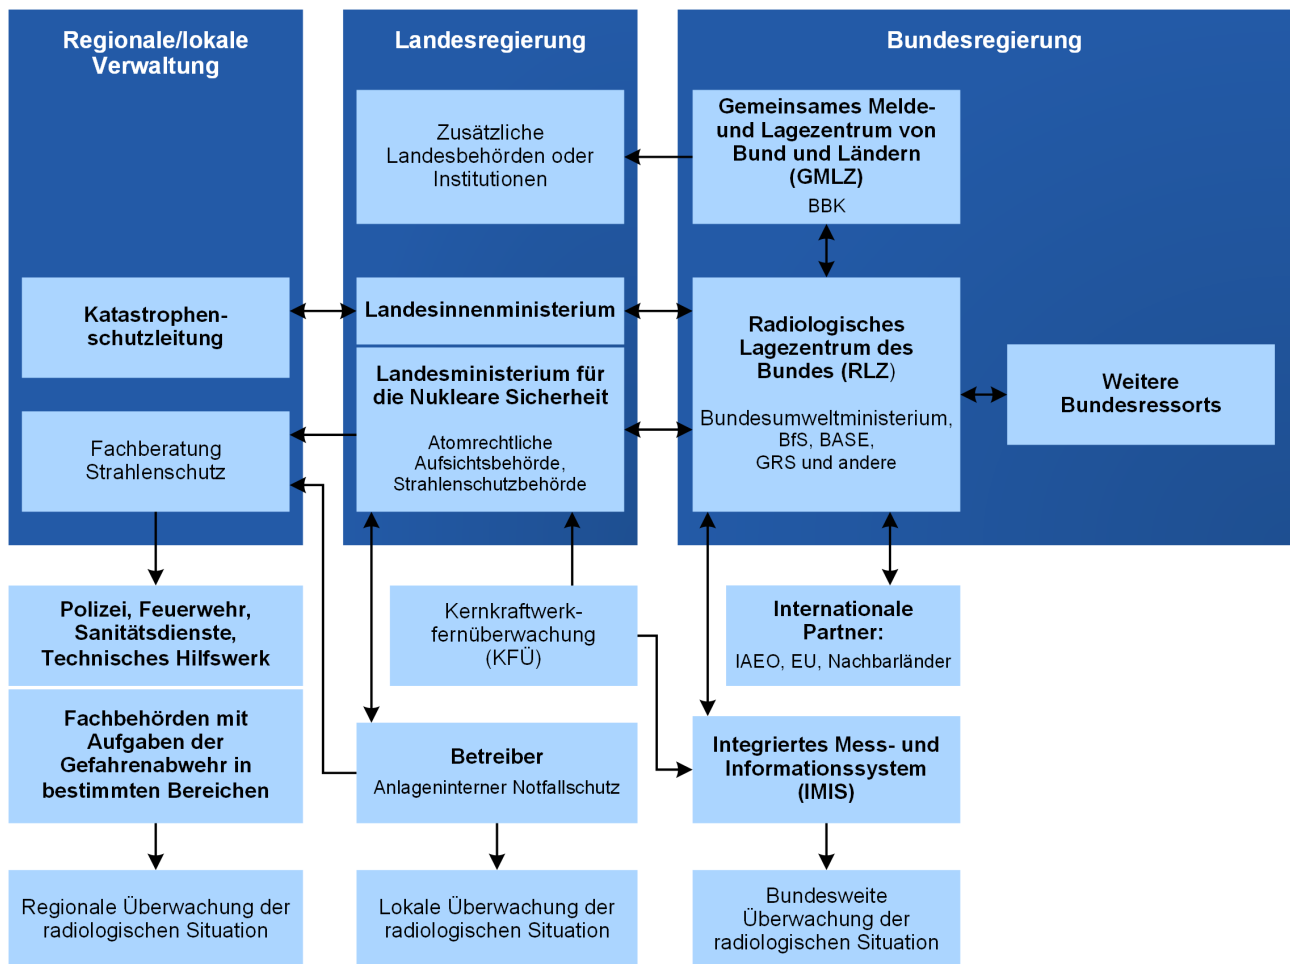 Regionale/lokale
Verwaltung
Landesregierung
Bundesregierung
Zusätzliche
Landesbehörden oder
Institutionen
Gemeinsames Melde-
und Lagezentrum von
Bund und Ländern
(GMLZ)
BBK
Katastrophen-
schutzleitung
Landesinnenministerium
Radiologisches
Lagezentrum des
Bundes (RLZ)
Bundesumweltministerium,
BfS, BASE,
GRS und andere
Weitere
Bundesressorts
Landesministerium für
die Nukleare Sicherheit
Atomrechtliche
Aufsichtsbehörde,
Strahlenschutzbehörde
Fachberatung
Strahlenschutz
Polizei, Feuerwehr,
Sanitätsdienste,
Technisches Hilfswerk
Kernkraftwerk-
fernüberwachung
(KFÜ)
Internationale
Partner:
IAEO, EU, Nachbarländer
Fachbehörden mit
Aufgaben der
Gefahrenabwehr in
bestimmten Bereichen
Betreiber
Anlageninterner Notfallschutz
Integriertes Mess- und
Informationssystem
(IMIS)
Regionale Überwachung der
radiologischen Situation
Lokale Überwachung der
radiologischen Situation
Bundesweite
Überwachung der
radiologischen Situation